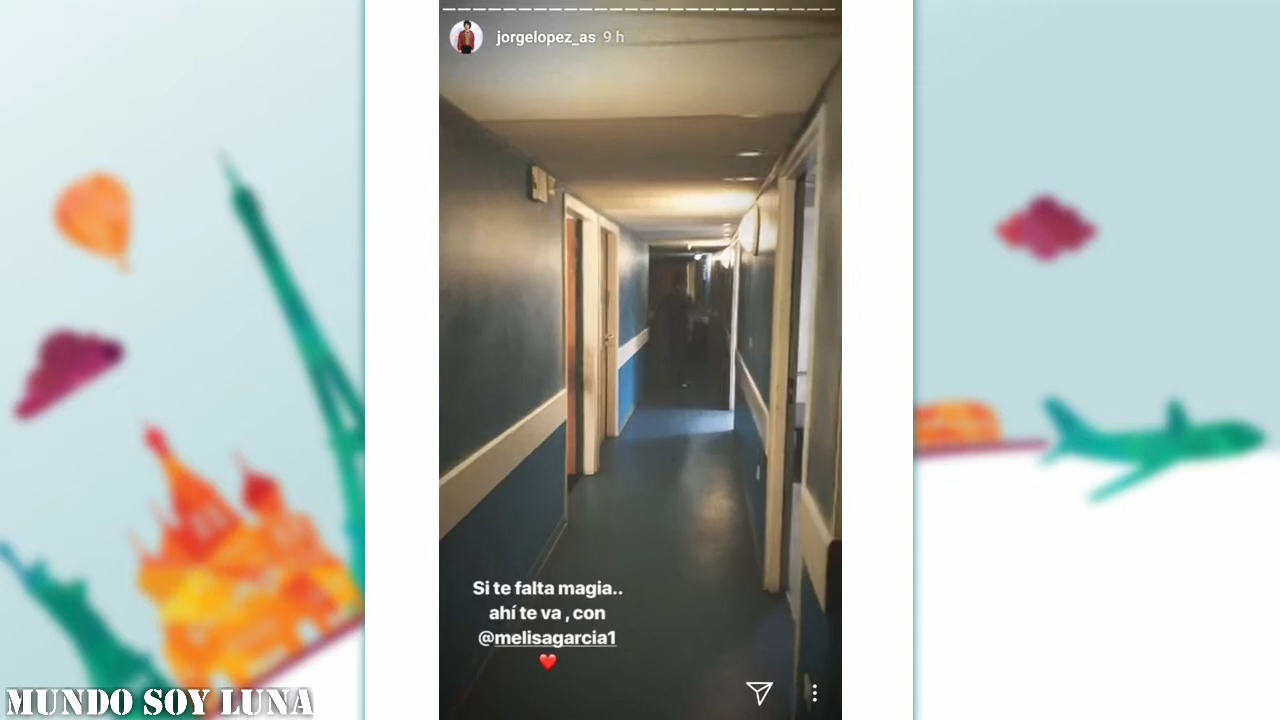 jorgelopez_as 9 h
Si te falta magia..
ahí te va , con
@melisagarcia1
MUNDO SOY LUNA